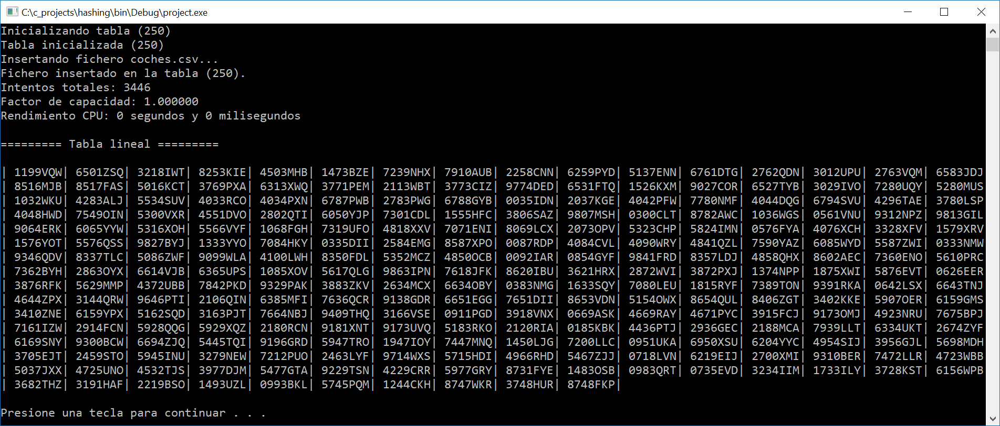 C:\c_projects\hashing\bin\Debug\project.exe
Inicializando tabla (250)
Tabla inicializada (250)
Insertando fichero coches.csv...
Fichero insertado en la tabla (250).
Intentos totales: 3446
Factor de capacidad: 1.000000
Rendimiento CPU: 0 segundos y 0 milisegundos
========= Tabla lineal =========
| 1199VQW| 6501ZSQ| 3218IWT| 8253KIE| 4503MHB| 1473BZE| 7239NHX| 7910AUB| 2258CNN| 6259PYD| 5137ENN| 6761DTG| 2762QDN| 3012UPU| 2763VQM| 6583JDJ
| 8516MJB| 8517FAS| 5016KCT| 3769PXA| 6313XWQ| 3771PEM| 2113WBT| 3773CIZ| 9774DED| 6531FTQ| 1526KXM| 9027COR| 6527TYB| 3029IVO| 7280UQY| 5280MUS
| 1032WKU| 4283ALJ| 5534SUV| 4033RCO| 4034PXN| 6787PWB| 2783PWG| 6788GYB| 0035IDN| 2037KGE| 4042PFW| 7780NMF| 4044DQG| 6794SVU| 4296TAE| 3780LSP
| 4048HWD| 7549OIN| 5300VXR| 4551DVO| 2802QTI| 6050YJP| 7301CDL| 1555HFC| 3806SAZ| 9807MSH| 0300CLT| 8782AWC| 1036WGS| 0561VNU| 9312NPZ| 9813GIL
| 9064ERK| 6065YYW| 5316XOH| 5566VYF| 1068FGH| 7319UFO| 4818XXV| 7071ENI| 8069LCX| 2073OPV| 5323CHP| 5824IMN| 0576FYA| 4076XCH| 3328XFV| 1579XRV
| 1576YOT| 5576QSS| 9827BYJ| 1333YYO| 7084HKY| 0335DII| 2584EMG| 8587XPO| 0087RDP| 4084CVL| 4090WRY| 4841QZL| 7590YAZ| 6085WYD| 5587ZWI| 0333NMW
| 9346QDV| 8337TLC| 5086ZWF| 9099WLA| 4100LWH| 8350FDL| 5352MCZ| 4850OCB| 0092IAR| 0854GYF| 9841FRD| 8357LDJ| 4858QHX| 8602AEC| 7360ENO| 5610PRC
| 7362BYH| 2863OYX| 6614VJB| 6365UPS| 1085XOV| 5617QLG| 9863IPN| 7618JFK| 8620IBU| 3621HRX| 2872WVI| 3872PXJ| 1374NPP| 1875XWI| 5876EVT| 0626EER
| 3876RFK| 5629MMP| 4372UBB| 7842PKD| 9329PAK| 3883ZKV| 2634MCX| 6634OBY| 0383NMG| 1633SQY| 7080LEU| 1815RYF| 7389TON| 9391RKA| 0642LSX| 6643TNJ
| 4644ZPX| 3144QRW| 9646PTI| 2106QIN| 6385MFI| 7636QCR| 9138GDR| 6651EGG| 7651DII| 8653VDN| 5154OWX| 8654QUL| 8406ZGT| 3402KKE| 5907OER| 6159GMS
| 3410ZNE| 6159YPX| 5162SQD| 3163PJT| 7664NBJ| 9409THQ| 3166VSE| 0911PGD| 3918VNX| 0669ASK| 4669RAY| 4671PYC| 3915FCJ| 9173OMJ| 4923NRU| 7675BPJ
| 7161IZW| 2914FCN| 5928QQG| 5929XQZ| 2180RCN| 9181XNT| 9173UVQ| 5183RKO| 2120RIA| 0185KBK| 4436PTJ| 2936GEC| 2188MCA| 7939LLT| 6334UKT| 2674ZYF
| 6169SNY| 9300BCW| 6694ZJQ| 5445TQI| 9196GRD| 5947TRO| 1947IOY| 7447MNQ| 1450LJG| 7200LLC| 0951UKA| 6950XSU| 6204YYC| 4954SIJ| 3956GJL| 5698MDH
| 3705EJT| 2459STO| 5945INU| 3279NEW| 7212PUO| 2463LYF| 9714WXS| 5715HDI| 4966RHD| 5467ZJJ| 0718LVN| 6219EIJ| 2700XMI| 9310BER| 7472LLR| 4723WBB
| 5037JXX| 4725UNO| 4532TJS| 3977DJM| 5477GTA| 9229TSN| 4229CRR| 5977GRY| 8731FYE| 1483OSB| 0983QRT| 0735EVD| 3234IIM| 1733ILY| 3728KST| 6156WPB
| 3682THZ| 3191HAF| 2219BSO| 1493UZL| 0993BKL| 5745PQM| 1244CKH| 8747WKR| 3748HUR| 8748FKP|
Presione una tecla para continuar . . .